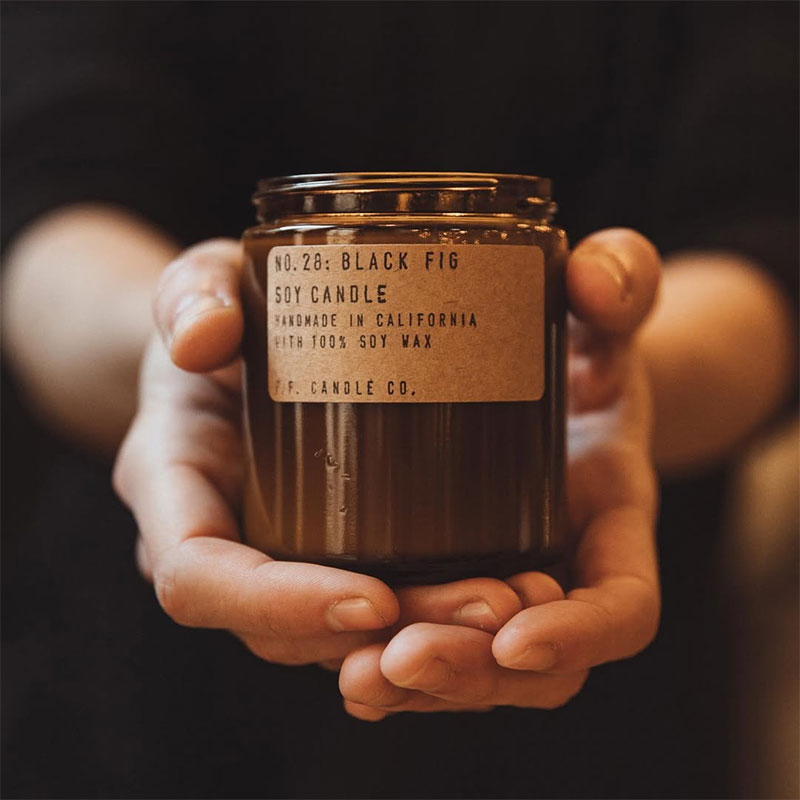 NO. 28: BLACK FIG
SOY CANDLE
HANDMADE IN CALIFORNIA
WITH 100% SOY WAX
P.F. CANDLE CO.